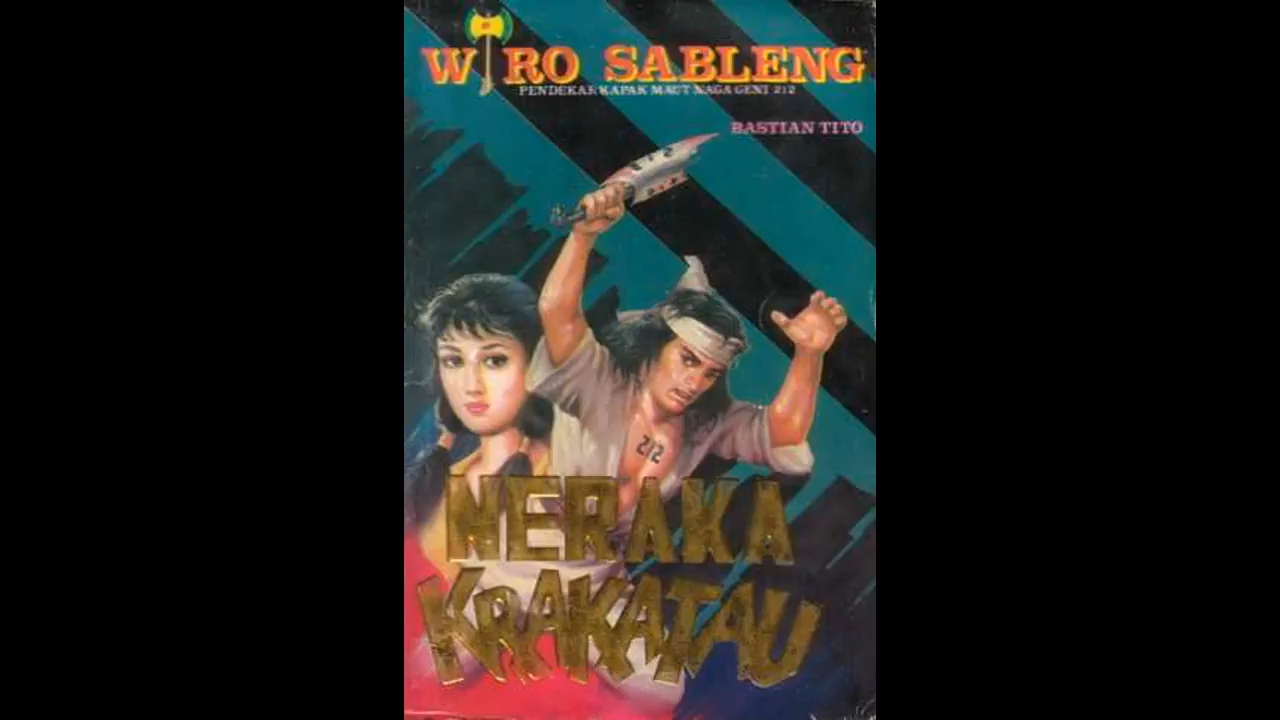 WIRO SABLENG
PENDEKAR KAPAK MAUT NAGA GENI 212
BASTIAN TITO
212
212
NERAKA
KRAKATAU